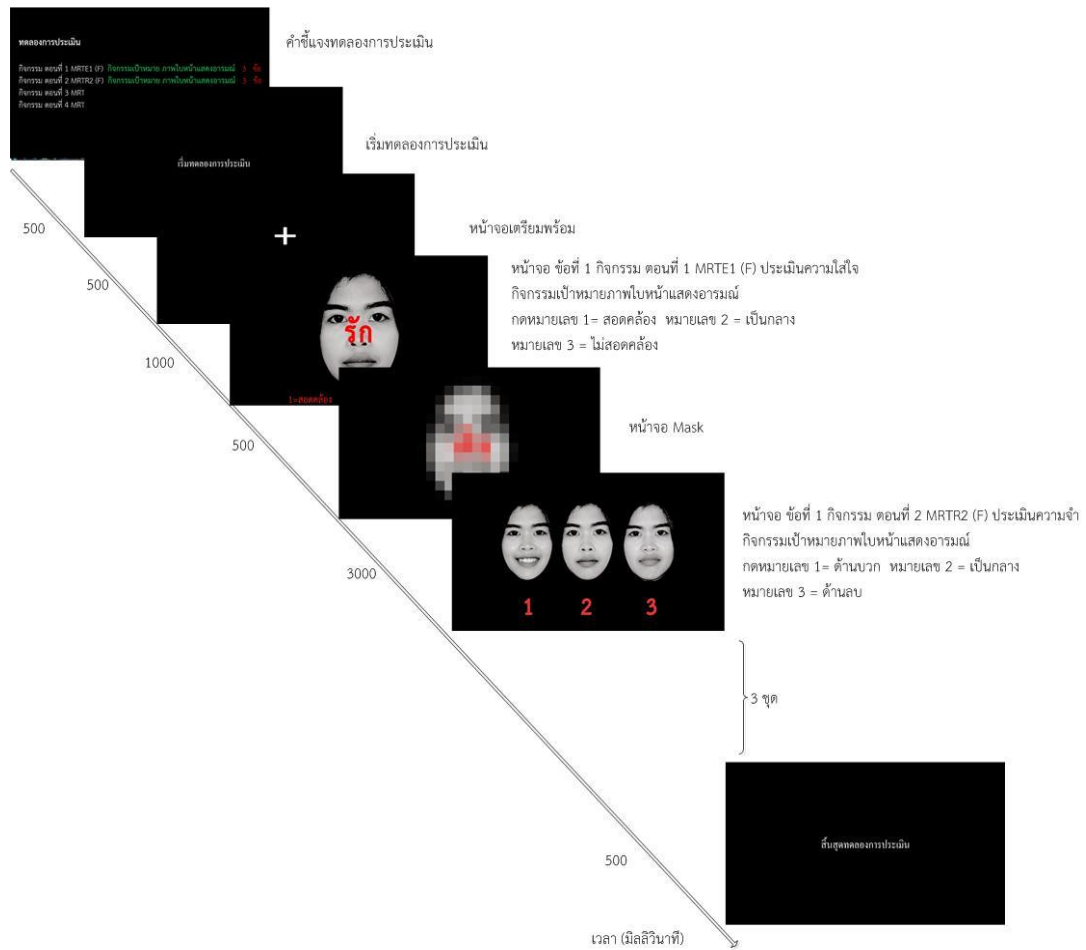 ทดลองการประเมิน
กิจกรรม ตอนที่ 1 MRTE1 (F) กิจกรรมเป้าหมาย ภาพใบหน้าแสดงอารมณ์ 3 ข้อ
กิจกรรม ตอนที่ 2 MRTR2 (F) กิจกรรมเป้าหมาย ภาพใบหน้าแสดงอารมณ์ 3 ข้อ
กิจกรรม ตอนที่ 3 MRT
กิจกรรม ตอนที่ 4 MRT
คำชี้แจงทดลองการประเมิน
เริ่มทดลองการประเมิน
เริ่มทดลองการประเมิน
500
+
หน้าจอเตรียมพร้อม
500
รัก
1=สอดคล้อง
หน้าจอ ข้อที่ 1 กิจกรรม ตอนที่ 1 MRTE1 (F) ประเมินความใส่ใจ
กิจกรรมเป้าหมายภาพใบหน้าแสดงอารมณ์
กดหมายเลข 1= สอดคล้อง หมายเลข 2 = เป็นกลาง
หมายเลข 3 = ไม่สอดคล้อง
1000
หน้าจอ Mask
500
1 2 3
หน้าจอ ข้อที่ 1 กิจกรรม ตอนที่ 2 MRTR2 (F) ประเมินความจำ
กิจกรรมเป้าหมายภาพใบหน้าแสดงอารมณ์
กดหมายเลข 1= ด้านบวก หมายเลข 2 = เป็นกลาง
หมายเลข 3 = ด้านลบ
3000
3 ชุด
สิ้นสุดทดลองการประเมิน
500
เวลา (มิลลิวินาที)